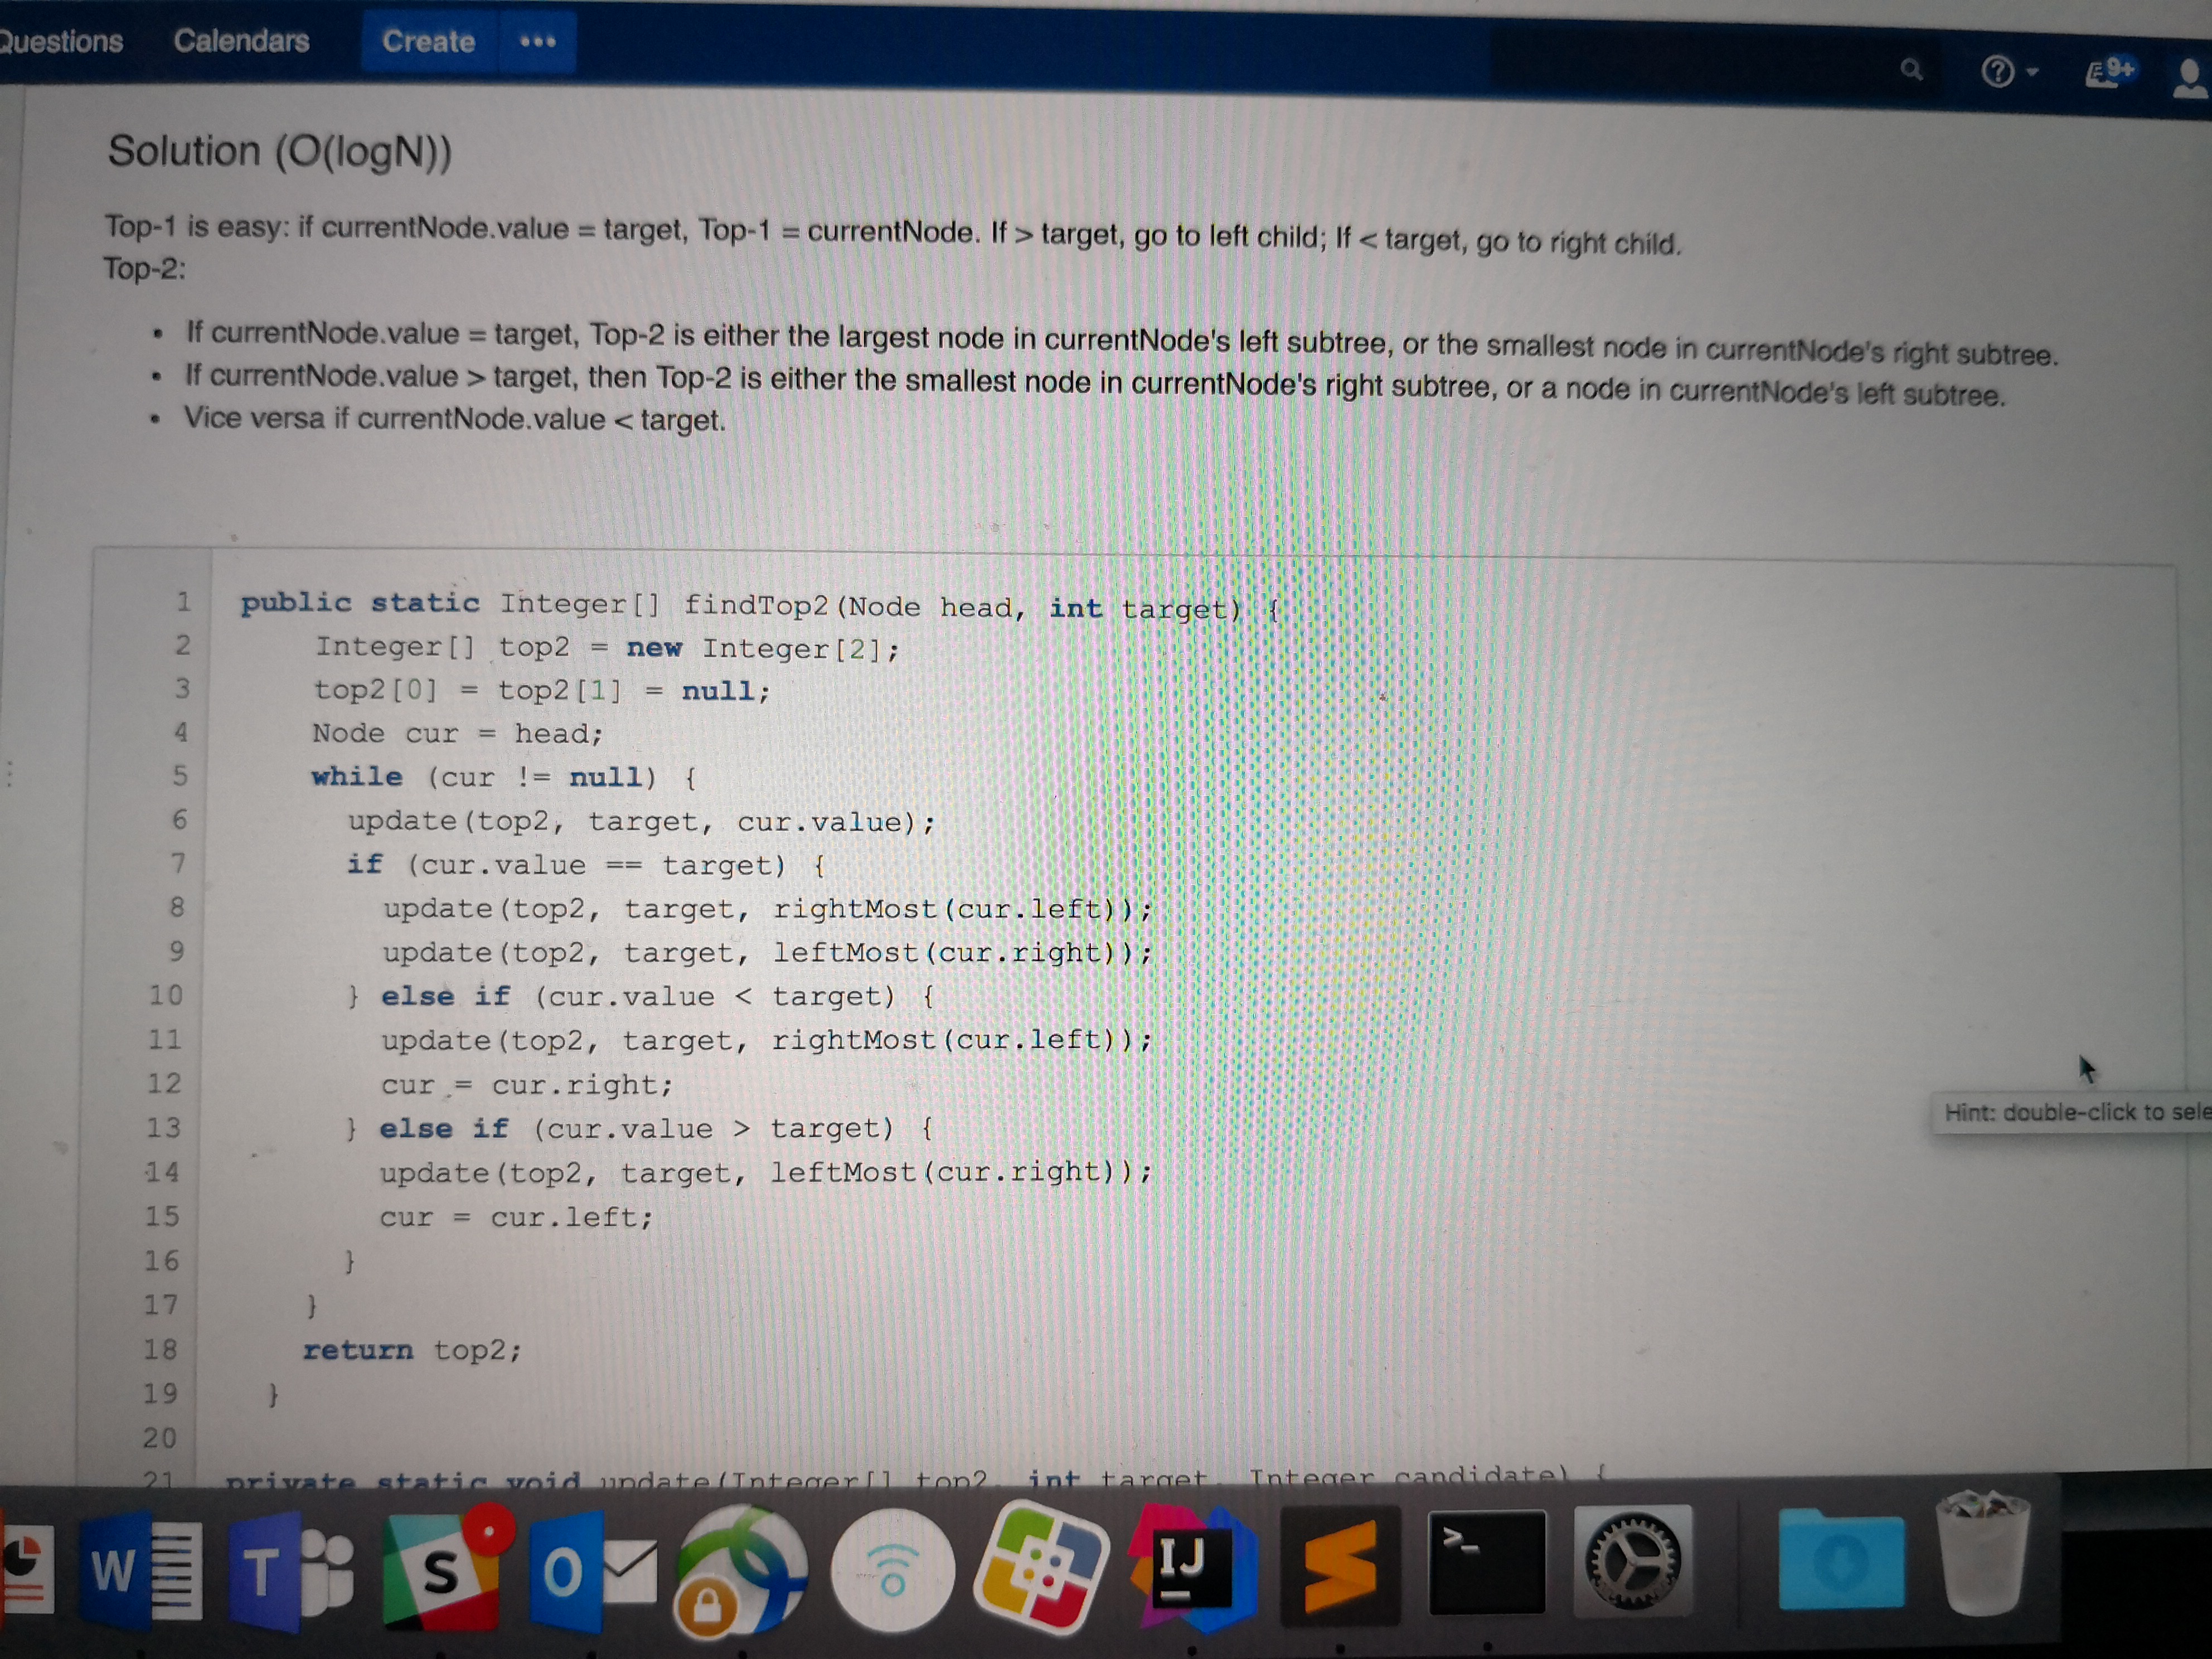 Questions Calendars Create •••
9+
Solution (O(logN))
Top-1 is easy: if currentNode.value = target, Top-1 = currentNode. If > target, go to left child; If < target, go to right child.
Top-2:
• If currentNode.value = target, Top-2 is either the largest node in currentNode's left subtree, or the smallest node in currentNode's right subtree.
• If currentNode.value > target, then Top-2 is either the smallest node in currentNode's right subtree, or a node in currentNode's left subtree.
• Vice versa if currentNode.value < target.
1 public static Integer[] findTop2(Node head, int target) {
2 Integer[] top2 = new Integer[2];
3 top2[0] = top2[1] = null;
4 Node cur = head;
5 while (cur != null) {
6 update(top2, target, cur.value);
7 if (cur.value == target) {
8 update(top2, target, rightMost(cur.left));
9 update(top2, target, leftMost(cur.right));
10 } else if (cur.value < target) {
11 update(top2, target, rightMost(cur.left));
12 cur = cur.right;
13 } else if (cur.value > target) {
14 update(top2, target, leftMost(cur.right));
15 cur = cur.left;
16 }
17 }
18 return top2;
19 }
20
21 private static void update(Integer[] top2, int target, Integer candidate) {
Hint: double-click to sele
W T S O IJ >_